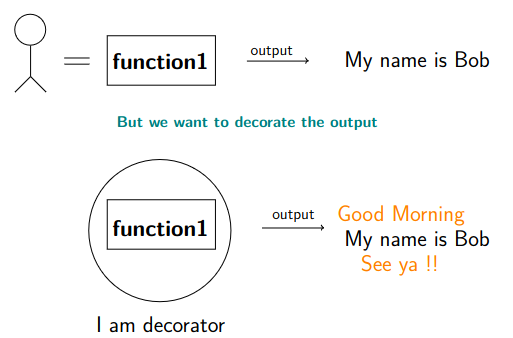 function1
output
My name is Bob
But we want to decorate the output
function1
output
Good Morning
My name is Bob
See ya !!
I am decorator